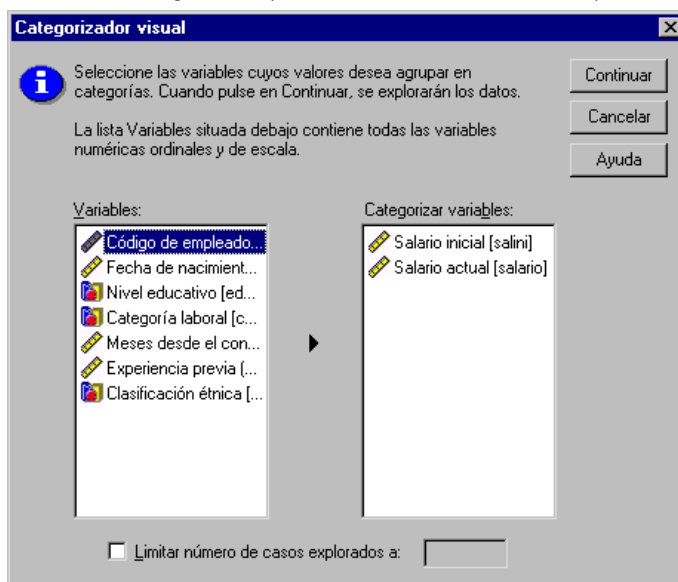 Categorizador visual
Seleccione las variables cuyos valores desea agrupar en
categorías. Cuando pulse en Continuar, se explorarán los datos.
La lista Variables situada debajo contiene todas las variables
numéricas ordinales y de escala.
Continuar
Cancelar
Ayuda
Variables:
Código de empleado...
Fecha de nacimient...
Nivel educativo [ed...
Categoría laboral [c...
Meses desde el con...
Experiencia previa (...
Clasificación étnica [...
Categorizar variables:
Salario inicial [salini]
Salario actual [salario]
Limitar número de casos explorados a: